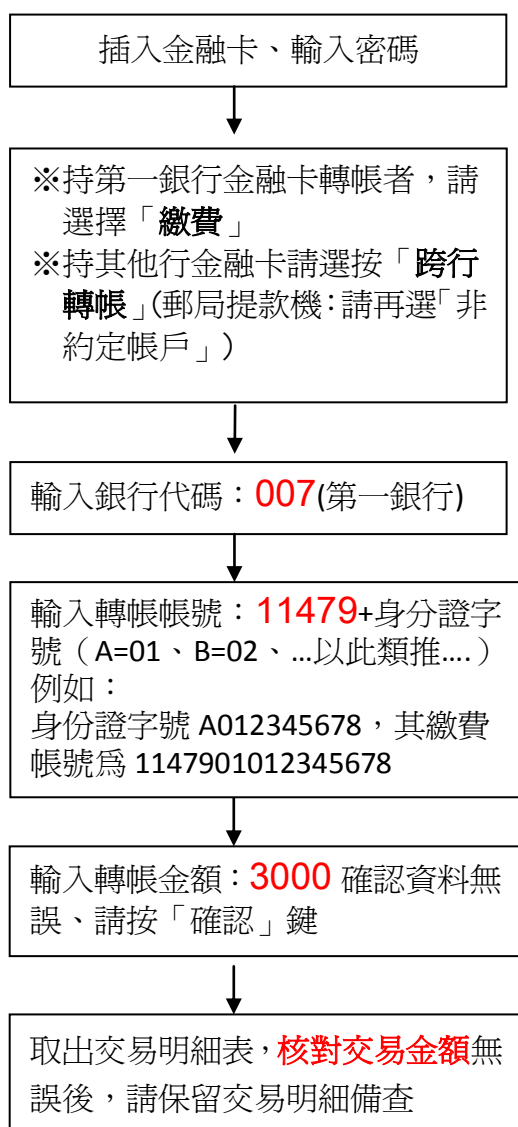 插入金融卡、輸入密碼
※持第一銀行金融卡轉帳者，請
選擇「繳費」
※持其他行金融卡請選按「跨行
轉帳」(郵局提款機：請再選「非
約定帳戶」)
輸入銀行代碼：007(第一銀行)
輸入轉帳帳號：11479+身分證字
號（A=01、B=02、…以此類推….）
例如：
身份證字號 A012345678，其繳費
帳號為 1147901012345678
輸入轉帳金額：3000 確認資料無
誤、請按「確認」鍵
取出交易明細表，核對交易金額無
誤後，請保留交易明細備查